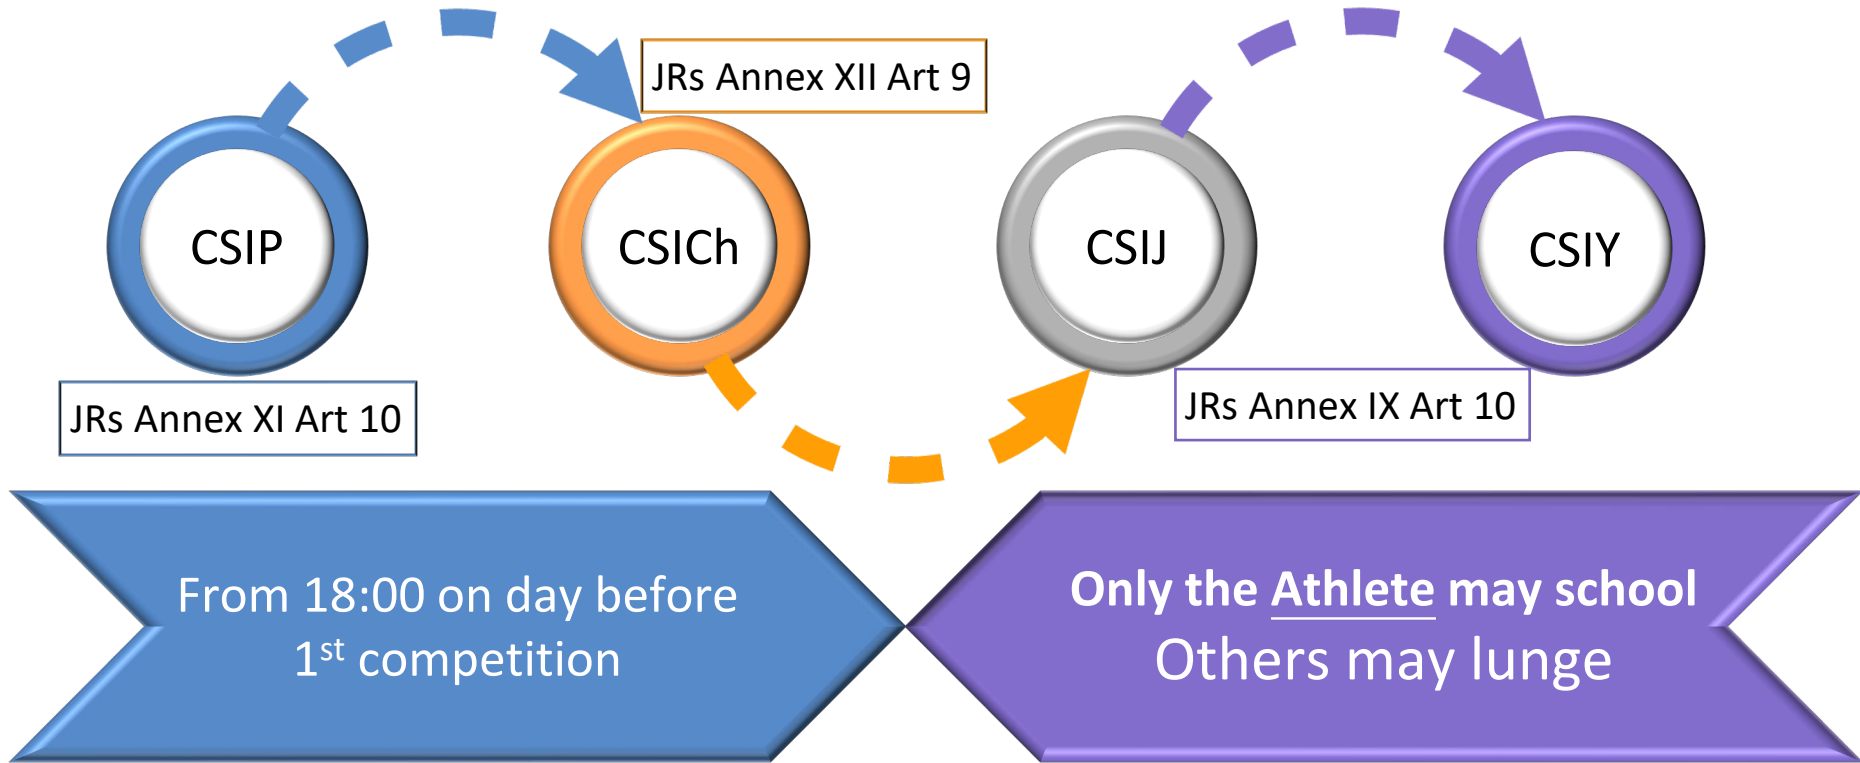 JRs Annex XII Art 9
CSIP
CSICh
CSIJ
CSIY
JRs Annex XI Art 10
JRs Annex IX Art 10
From 18:00 on day before
1st competition
Only the Athlete may school
Others may lunge